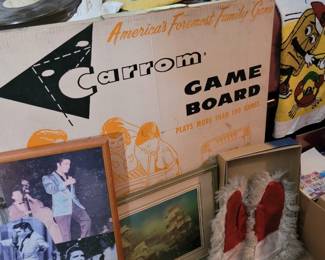 America's Foremost Family Game
Carrom
GAME
BOARD
PLAYS MORE THAN 100 GAMES